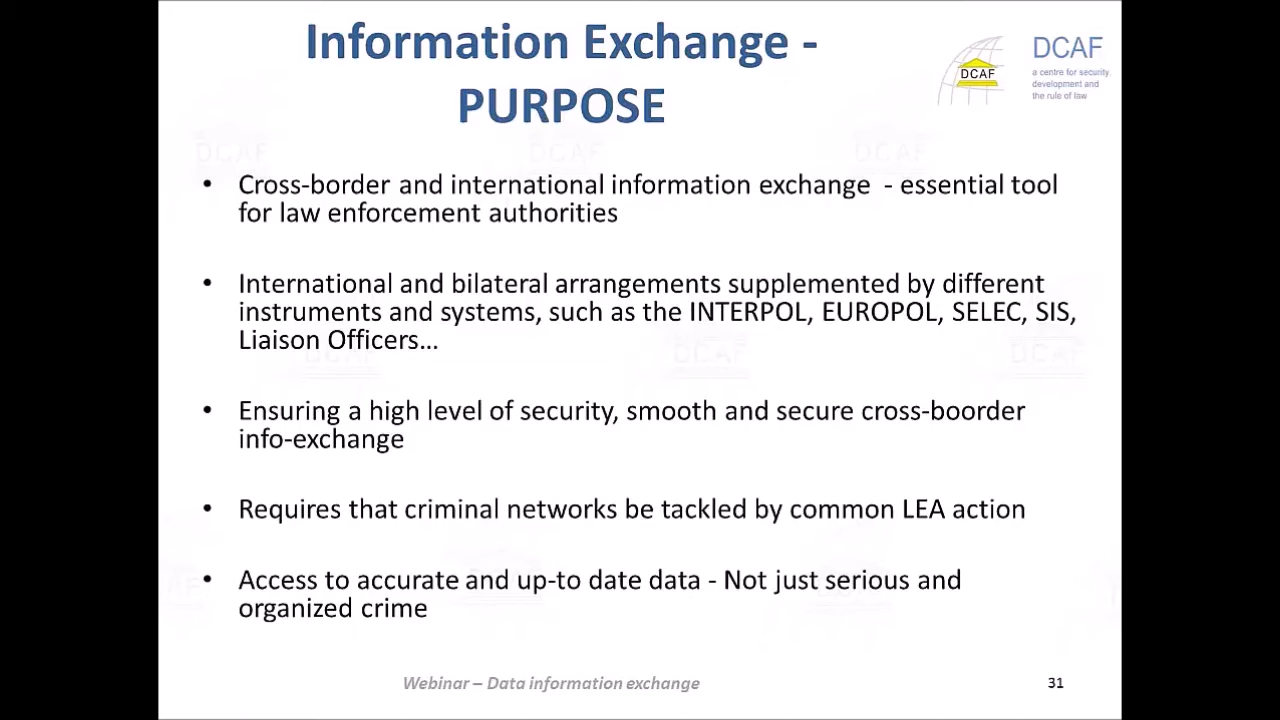 Information Exchange -
PURPOSE
DCAF
DCAF
a centre for security
development and
the rule of law
• Cross-border and international information exchange  - essential tool
for law enforcement authorities
• International and bilateral arrangements supplemented by different
instruments and systems, such as the INTERPOL, EUROPOL, SELEC, SIS,
Liaison Officers…
• Ensuring a high level of security, smooth and secure cross-boorder
info-exchange
• Requires that criminal networks be tackled by common LEA action
• Access to accurate and up-to date data - Not just serious and
organized crime
Webinar – Data information exchange
31